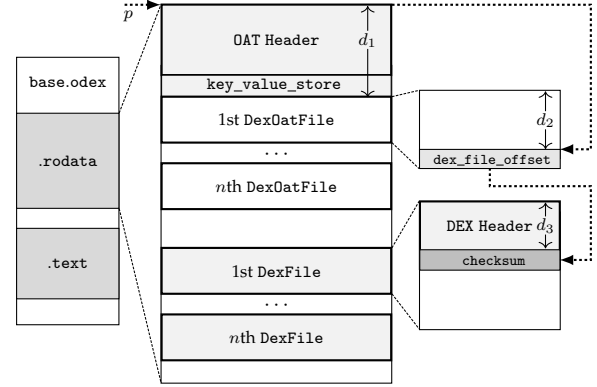 p
OAT Header
d1
key_value_store
base.odex
1st DexOatFile
d2
...
dex_file_offset
.rodata
nth DexOatFile
DEX Header
d3
.text
1st DexFile
checksum
...
nth DexFile